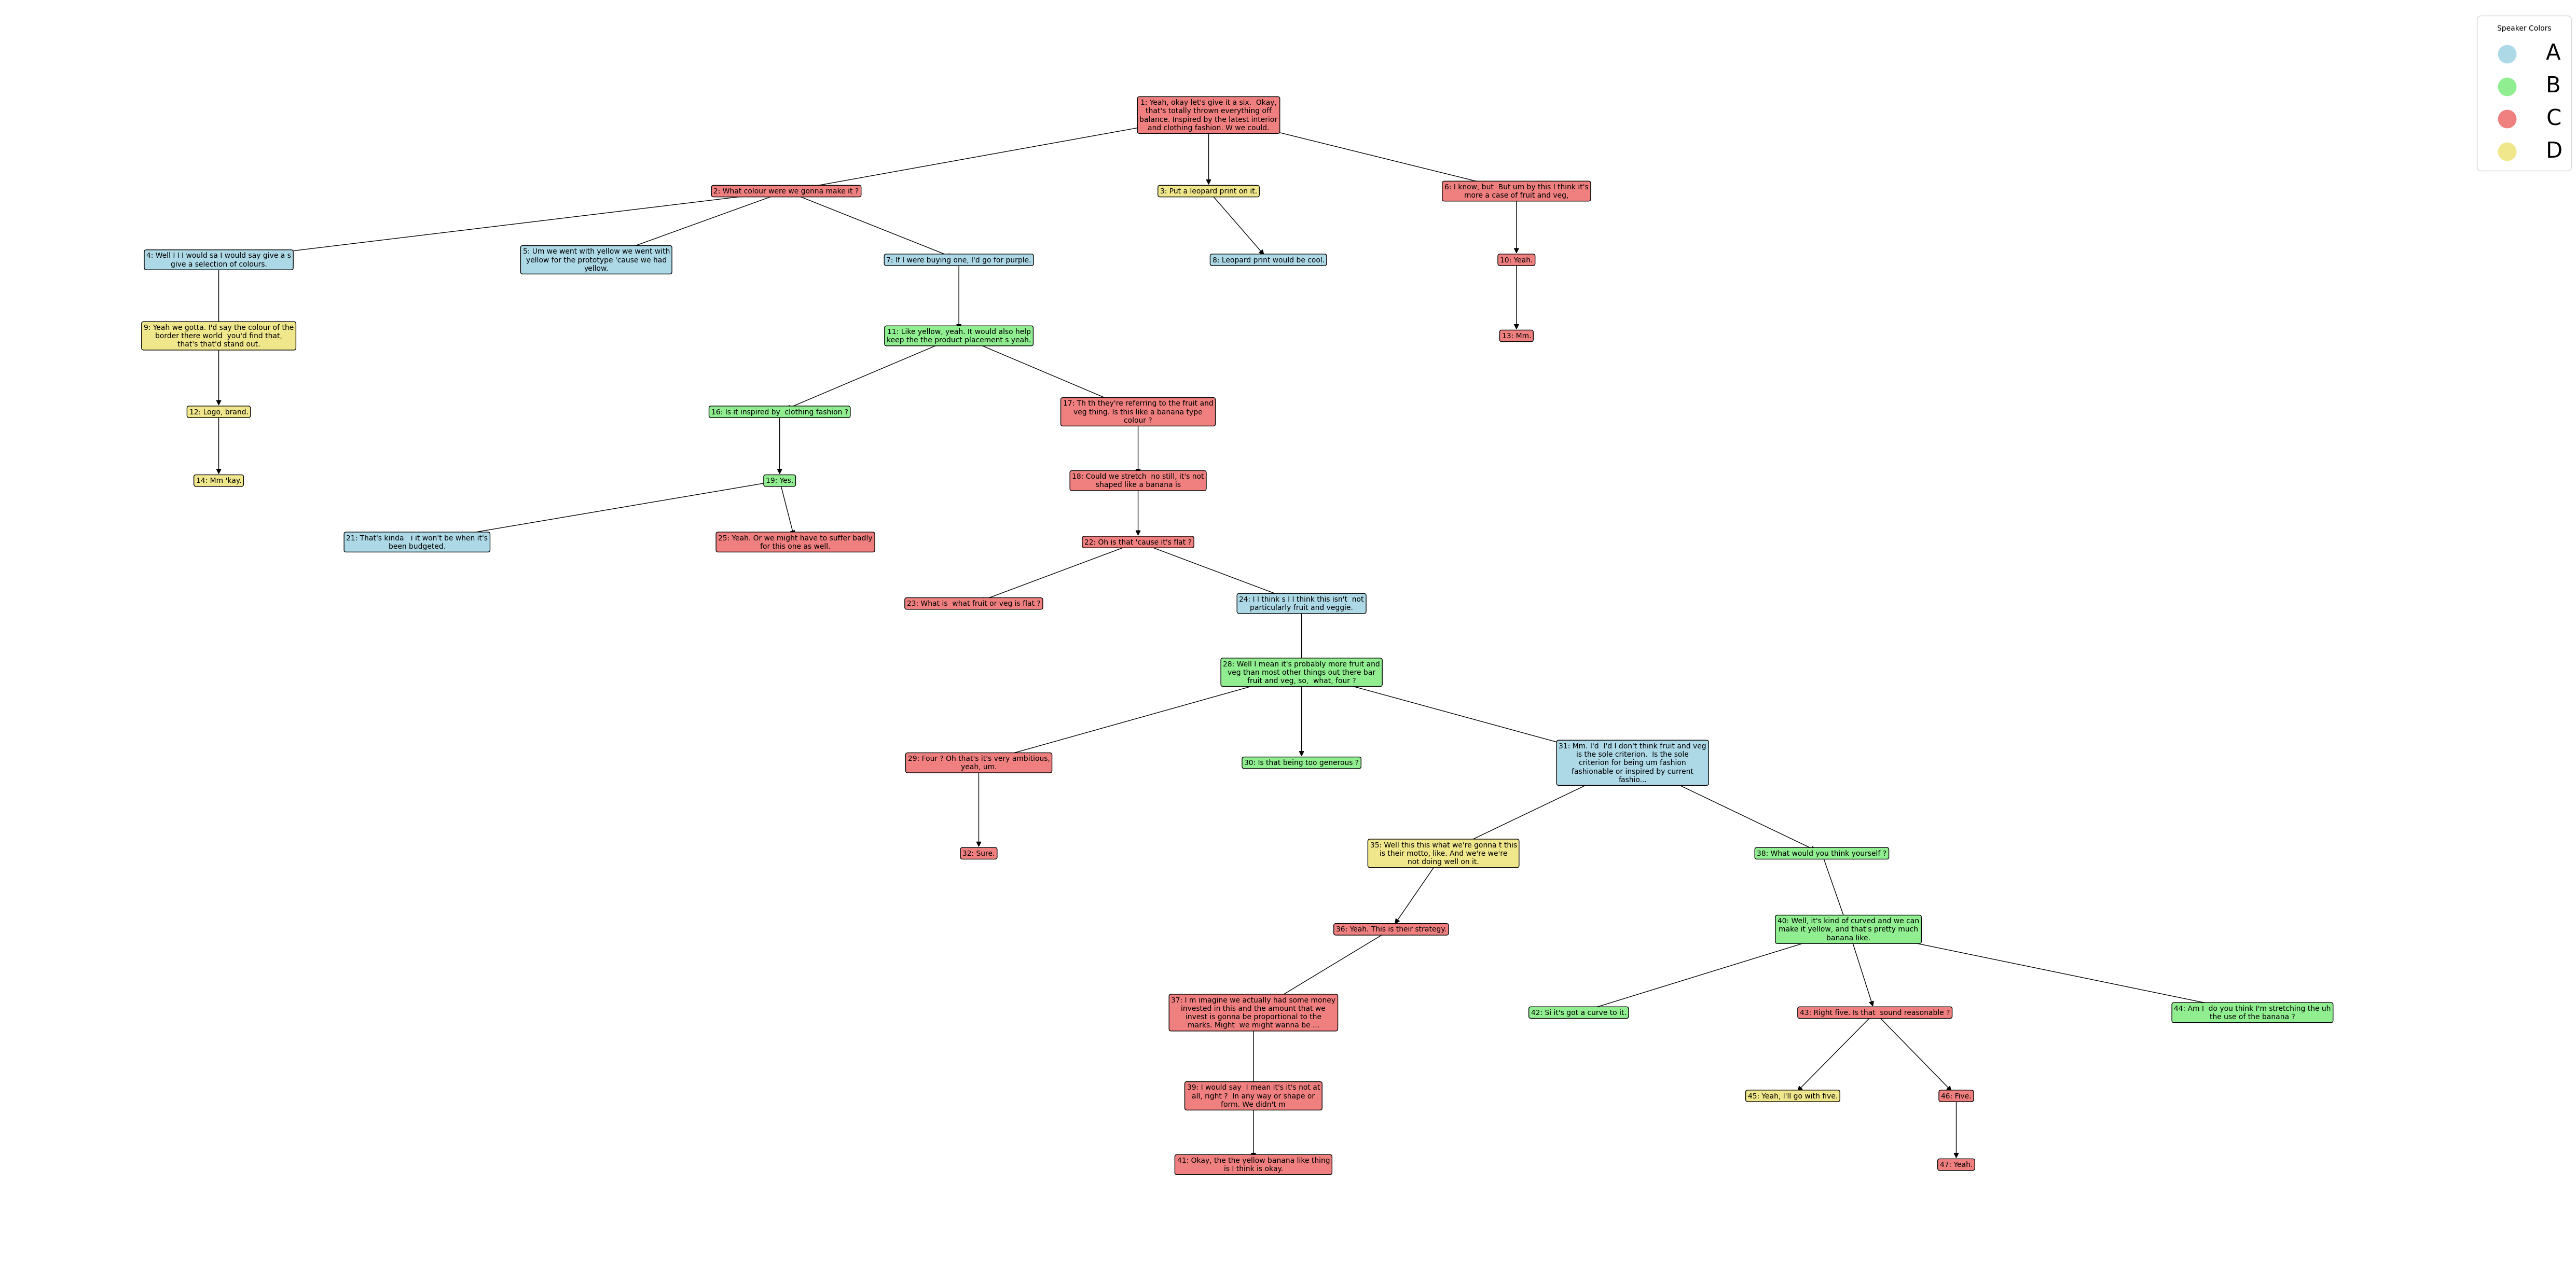 Speaker Colors
A
B
C
D
1: Yeah, okay let's give it a six.  Okay,
that's totally thrown everything off
balance. Inspired by the latest interior
and clothing fashion. W we could.
2: What colour were we gonna make it ?
3: Put a leopard print on it.
6: I know, but  But um by this I think it's
more a case of fruit and veg,
4: Well I I I would sa I would say give a s
give a selection of colours.
5: Um we went with yellow we went with
yellow for the prototype 'cause we had
yellow.
7: If I were buying one, I'd go for purple.
8: Leopard print would be cool.
10: Yeah.
9: Yeah we gotta. I'd say the colour of the
border there world  you'd find that,
that's that'd stand out.
11: Like yellow, yeah. It would also help
keep the the product placement s yeah.
13: Mm.
12: Logo, brand.
16: Is it inspired by  clothing fashion ?
17: Th th they're referring to the fruit and
veg thing. Is this like a banana type
colour ?
14: Mm 'kay.
19: Yes.
18: Could we stretch  no still, it's not
shaped like a banana is
21: That's kinda   i it won't be when it's
been budgeted.
25: Yeah. Or we might have to suffer badly
for this one as well.
22: Oh is that 'cause it's flat ?
23: What is  what fruit or veg is flat ?
24: I I think s I I think this isn't  not
particularly fruit and veggie.
28: Well I mean it's probably more fruit and
veg than most other things out there bar
fruit and veg, so,  what, four ?
29: Four ? Oh that's it's very ambitious,
yeah, um.
30: Is that being too generous ?
31: Mm. I'd  I'd I don't think fruit and veg
is the sole criterion.  Is the sole
criterion for being um fashion
fashionable or inspired by current
fashio...
32: Sure.
35: Well this this what we're gonna t this
is their motto, like. And we're we're
not doing well on it.
38: What would you think yourself ?
36: Yeah. This is their strategy.
40: Well, it's kind of curved and we can
make it yellow, and that's pretty much
banana like.
37: I m imagine we actually had some money
invested in this and the amount that we
invest is gonna be proportional to the
marks. Might  we might wanna be ...
42: Si it's got a curve to it.
43: Right five. Is that  sound reasonable ?
44: Am I  do you think I'm stretching the uh
the use of the banana ?
39: I would say  I mean it's it's not at
all, right ?  In any way or shape or
form. We didn't m
45: Yeah, I'll go with five.
46: Five.
41: Okay, the the yellow banana like thing
is I think is okay.
47: Yeah.